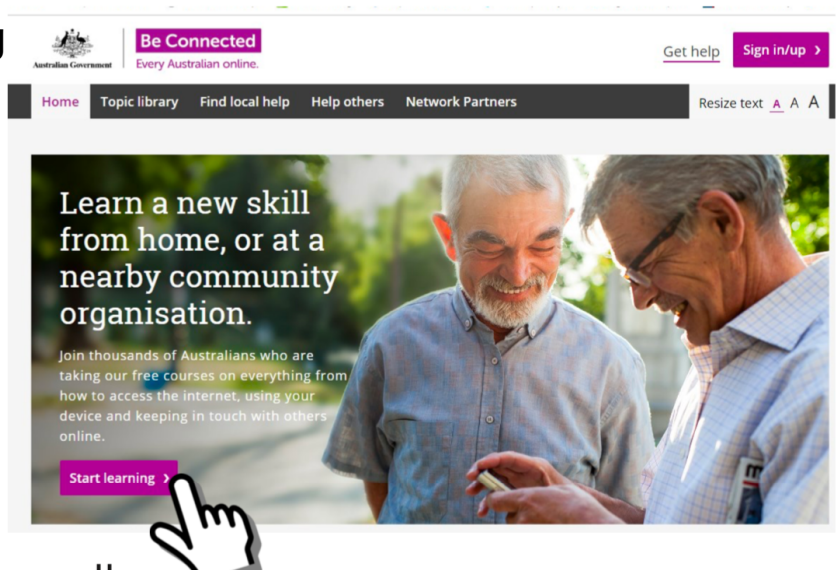 Australian Government
Be Connected
Every Australian online.
Get help
Sign in/up >
Home Topic library Find local help Help others Network Partners
Resize text A A A
Learn a new skill
from home, or at a
nearby community
organisation.
Join thousands of Australians who are
taking our free courses on everything from
how to access the internet, using your
device and keeping in touch with others
online.
Start learning >